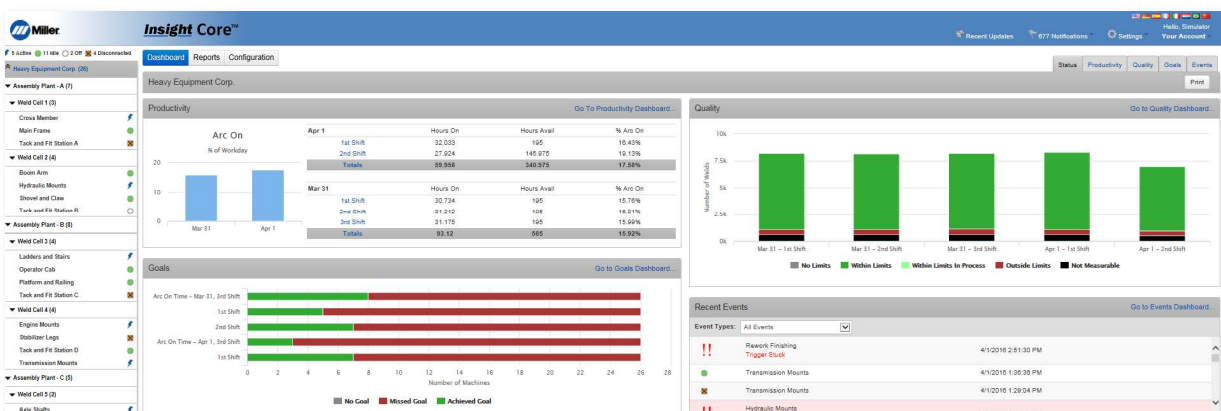 Miller
Insight Core™
Recent Updates
677 Notifications
Settings
Hello, Simulator
Your Account
5 Active 11 Idle 2 Off 4 Disconnected
Heavy Equipment Corp. (26)
Assembly Plant - A (7)
Weld Cell 1 (3)
Cross Member
Main Frame
Tack and Fit Station A
Weld Cell 2 (4)
Boom Arm
Hydraulic Mounts
Shovel and Claw
Tack and Fit Station B
Assembly Plant - B (8)
Weld Cell 3 (4)
Ladders and Stairs
Operator Cab
Platform and Railing
Tack and Fit Station C
Weld Cell 4 (4)
Engine Mounts
Stabilizer Legs
Tack and Fit Station D
Transmission Mounts
Assembly Plant - C (5)
Weld Cell 5 (2)
Axle Shafts
Dashboard Reports Configuration
Status Productivity Quality Goals Events
Heavy Equipment Corp.
Print
Productivity
Go To Productivity Dashboard...
Arc On
% of Workday
20
10
0
Mar 31 Apr 1
Apr 1 Hours On Hours Avail % Arc On
1st Shift 32.033 195 16.43%
2nd Shift 27.924 145.975 19.13%
Totals 59.958 340.975 17.58%
Mar 31 Hours On Hours Avail % Arc On
1st Shift 30.734 195 15.76%
2nd Shift 31.212 195 16.01%
3rd Shift 31.175 195 15.99%
Totals 93.12 585 15.92%
Goals
Go to Goals Dashboard...
Arc On Time – Mar 31, 3rd Shift
1st Shift
2nd Shift
Arc On Time – Apr 1, 3rd Shift
1st Shift
0 2 4 6 8 10 12 14 16 18 20 22 24 26 28
Number of Machines
No Goal Missed Goal Achieved Goal
Quality
Go to Quality Dashboard...
Number of Welds
10k
7.5k
5k
2.5k
0k
Mar 31 – 1st Shift Mar 31 – 2nd Shift Mar 31 – 3rd Shift Apr 1 – 1st Shift Apr 1 – 2nd Shift
No Limits Within Limits Within Limits In Process Outside Limits Not Measurable
Recent Events
Go to Events Dashboard...
Event Types: All Events
Rework Finishing
Trigger Stuck
4/1/2016 2:51:30 PM
Transmission Mounts 4/1/2016 1:36:36 PM
Transmission Mounts 4/1/2016 1:29:04 PM
Hydraulic Mounts